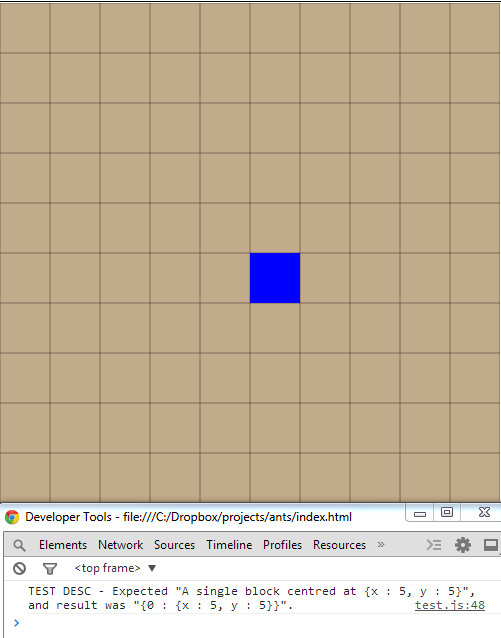 Developer Tools - file:///C:/Dropbox/projects/ants/index.html
Elements Network Sources Timeline Profiles Resources »
<top frame> ▼
TEST DESC - Expected "A single block centred at {x : 5, y : 5}",
and result was "{0 : {x : 5, y : 5}}". test.js:48